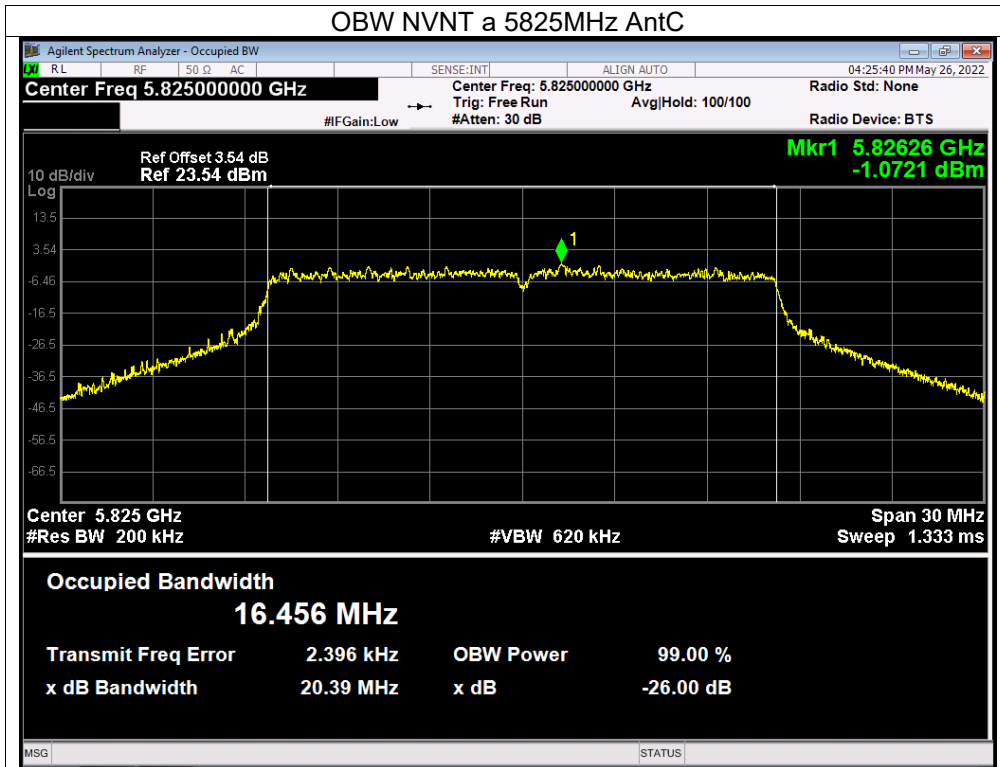 OBW NVNT a 5825MHz AntC
Agilent Spectrum Analyzer - Occupied BW
LXI RL RF 50 Ω AC SENSE:INT ALIGN AUTO 04:25:40 PM May 26, 2022
Center Freq 5.825000000 GHz Center Freq: 5.825000000 GHz Radio Std: None
Trig: Free Run Avg|Hold: 100/100
#IFGain:Low #Atten: 30 dB Radio Device: BTS
Ref Offset 3.54 dB Mkr1 5.82626 GHz
10 dB/div Ref 23.54 dBm -1.0721 dBm
Log
13.5
1
3.54
-6.46
-16.5
-26.5
-36.5
-46.5
-56.5
-66.5
Center 5.825 GHz Span 30 MHz
#Res BW 200 kHz #VBW 620 kHz Sweep 1.333 ms
Occupied Bandwidth
16.456 MHz
Transmit Freq Error 2.396 kHz OBW Power 99.00 %
x dB Bandwidth 20.39 MHz x dB -26.00 dB
MSG STATUS